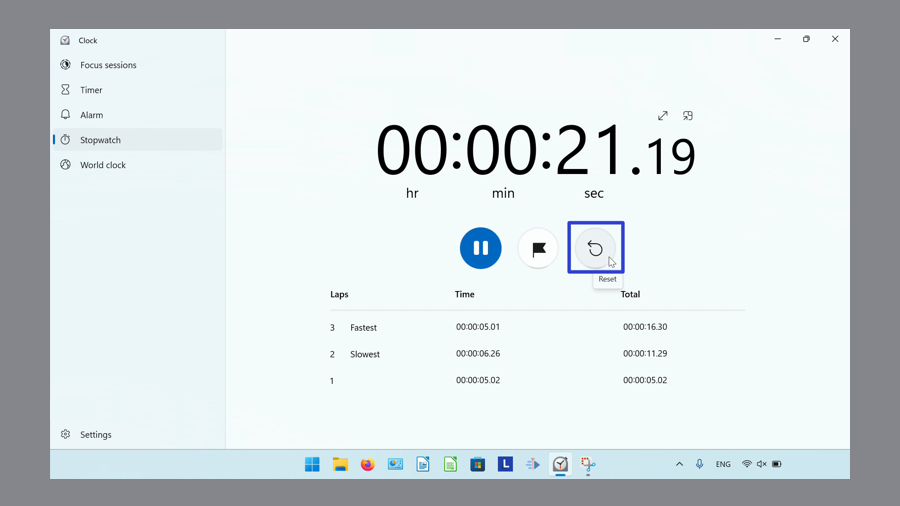 Clock
Focus sessions
Timer
Alarm
Stopwatch
World clock
00:00:21.19
hr min sec
Reset
Laps Time Total
3 Fastest 00:00:05.01 00:00:16.30
2 Slowest 00:00:06.26 00:00:11.29
1 00:00:05.02 00:00:05.02
Settings
L
ENG